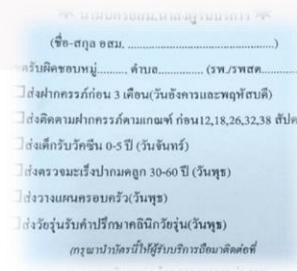 (ชื่อ-สกุล อสม. ..............................................)
รับผิดชอบหมู่.......... ตำบล.............. (รพ./รพสต.............
ส่งฝากครรภ์ก่อน 3 เดือน(วันอังคารและพฤหัสบดี)
ส่งติดตามฝากครรภ์ตามเกณฑ์ ก่อน12,18,26,32,38 สัปด
ส่งเด็กรับวัคซีน 0-5 ปี (วันจันทร์)
ส่งตรวจมะเร็งปากมดลูก 30-60 ปี (วันพุธ)
ส่งวางแผนครอบครัว(วันพุธ)
ส่งวัยรุ่นรับคำปรึกษาคลินิกวัยรุ่น(วันพุธ)
(กรุณานำบัตรนี้ให้ผู้รับบริการถือมาติดต่อที่